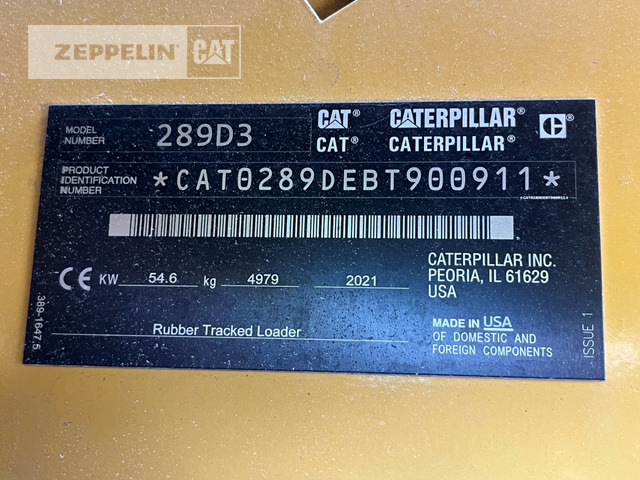 ZEPPELIN CAT
MODEL NUMBER 289D3
CAT® CATERPILLAR®
CAT® CATERPILLAR®
C®
PRODUCT IDENTIFICATION NUMBER *CAT0289DEBT900911*
*CAT0289DEBT900911*
CE KW 54.6 kg 4979 2021
CATERPILLAR INC.
PEORIA, IL 61629
USA
Rubber Tracked Loader
MADE IN USA
OF DOMESTIC AND
FOREIGN COMPONENTS
389-1647.5
ISSUE 1